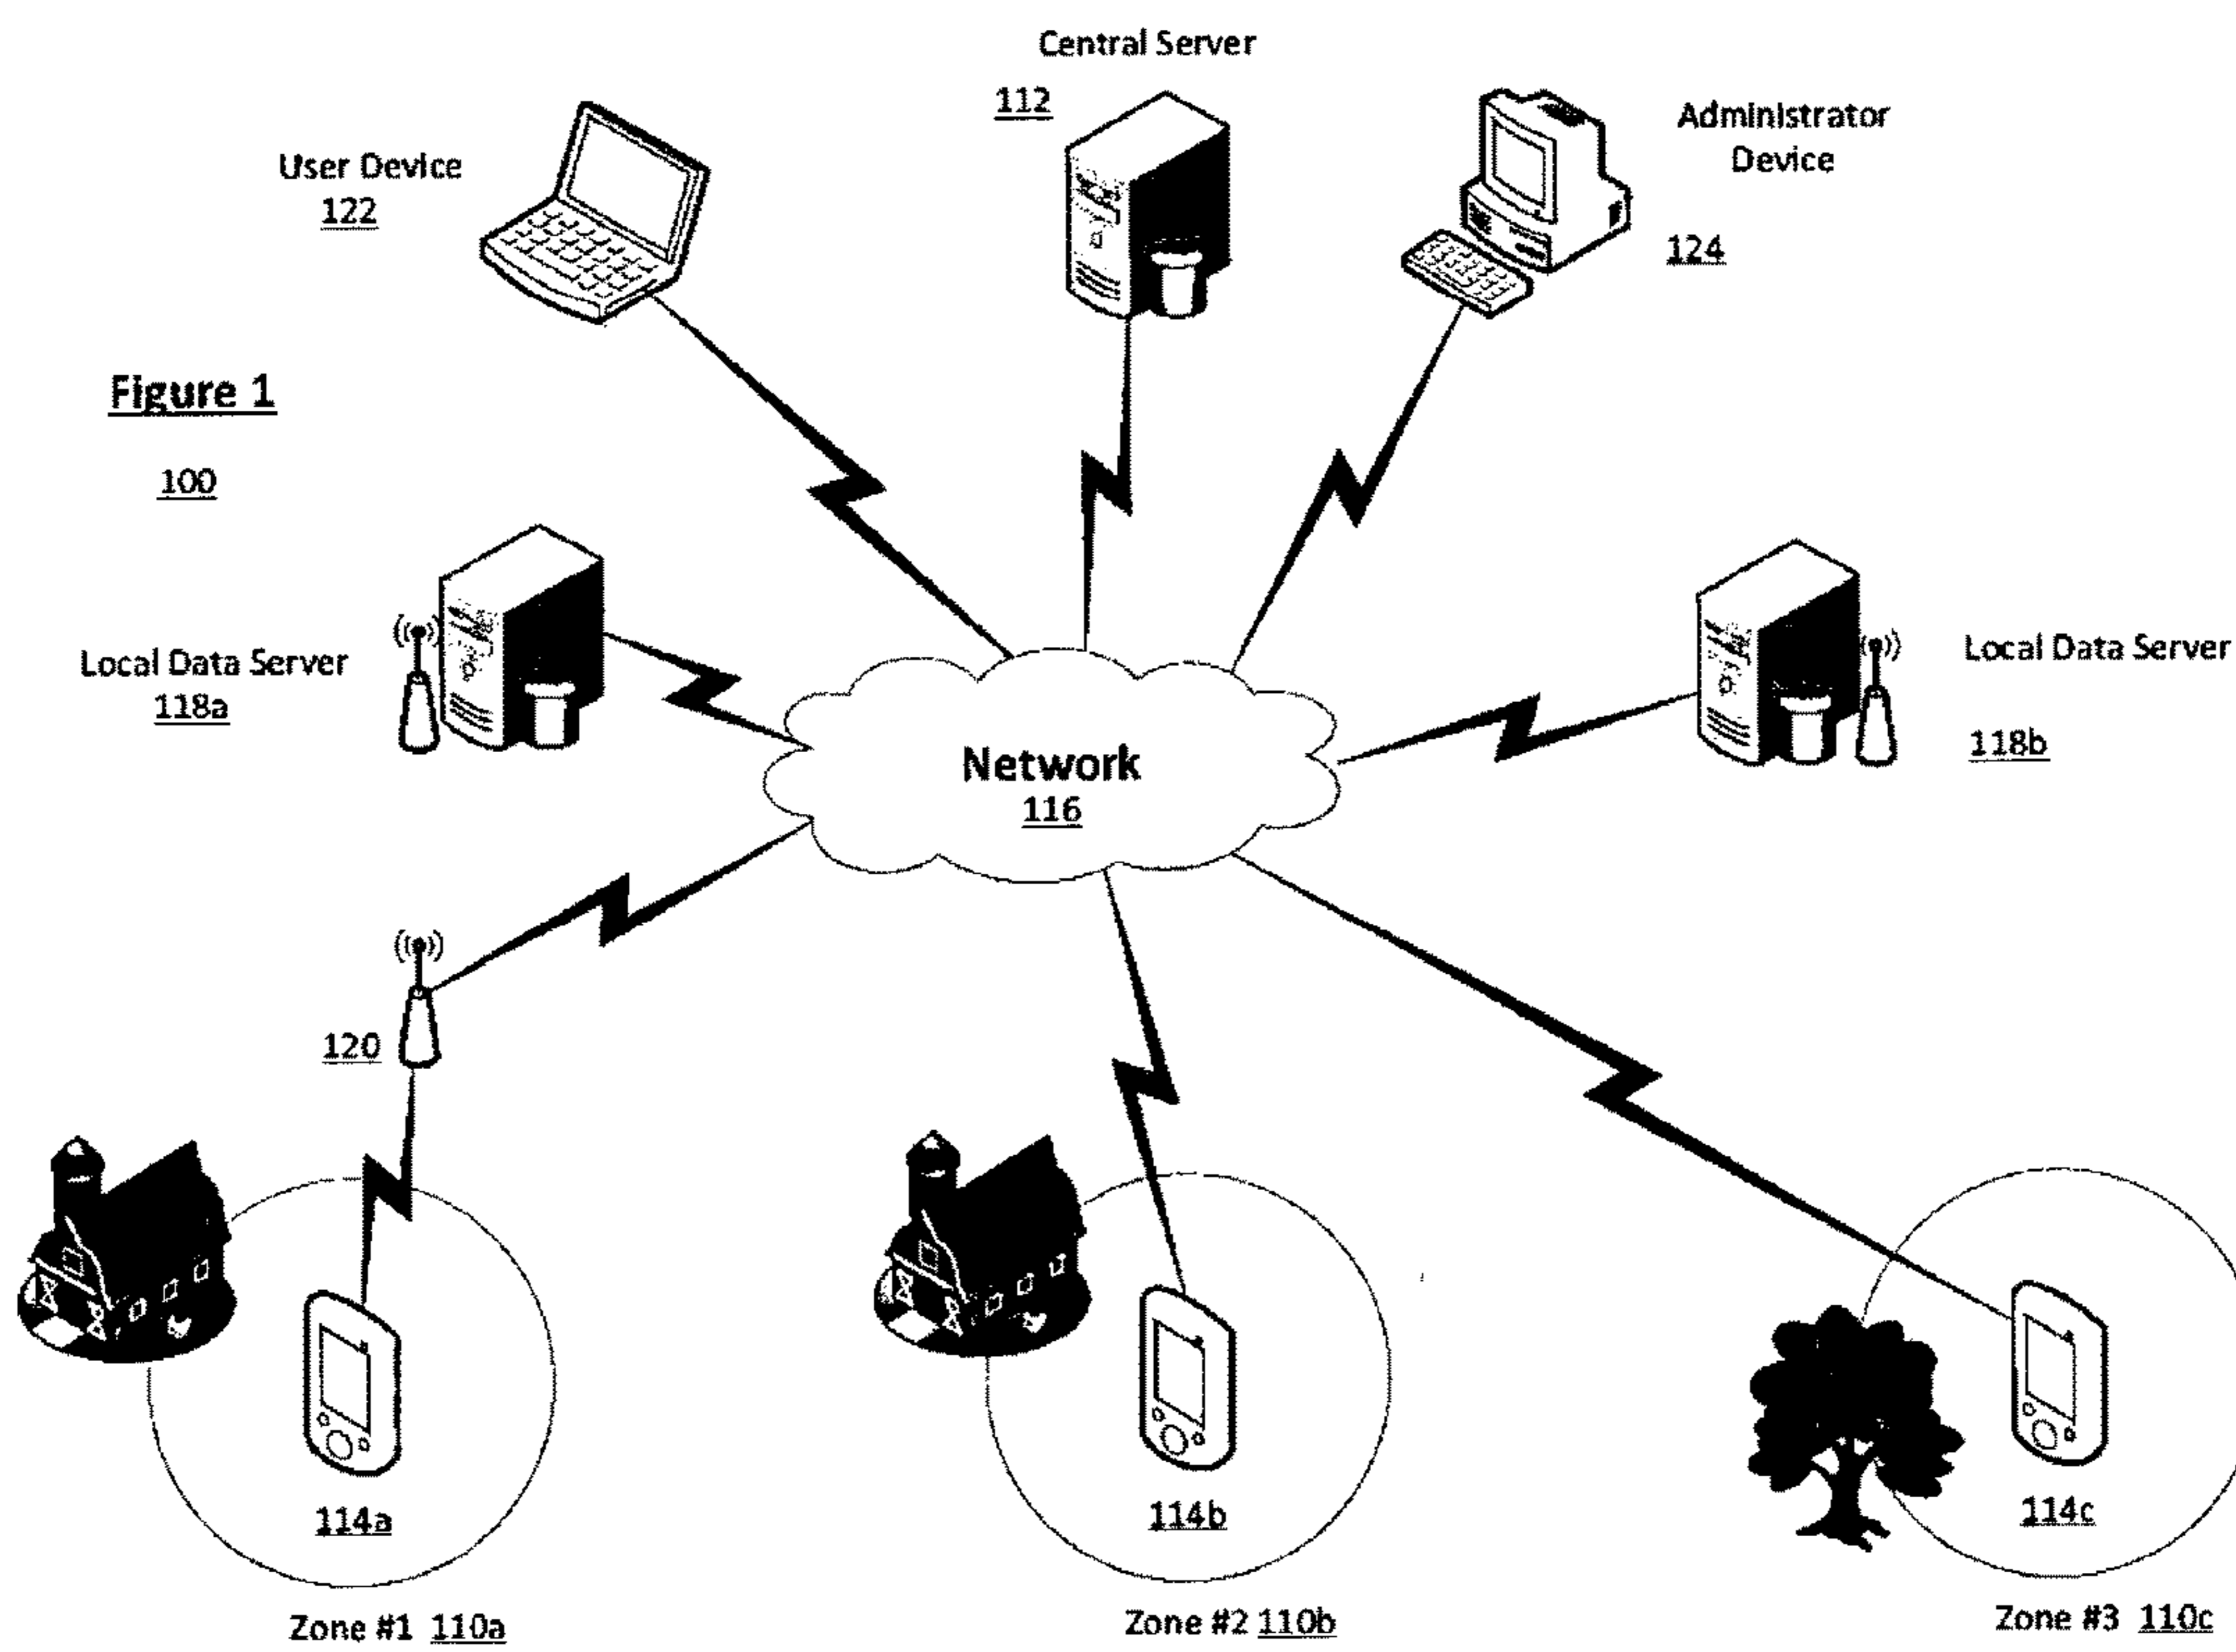 Central Server
112
Administrator
Device
124
User Device
122
Figure 1
100
Local Data Server
118a
Local Data Server
118b
Network
116
120
114a
114b
114c
Zone #1 110a
Zone #2 110b
Zone #3 110c